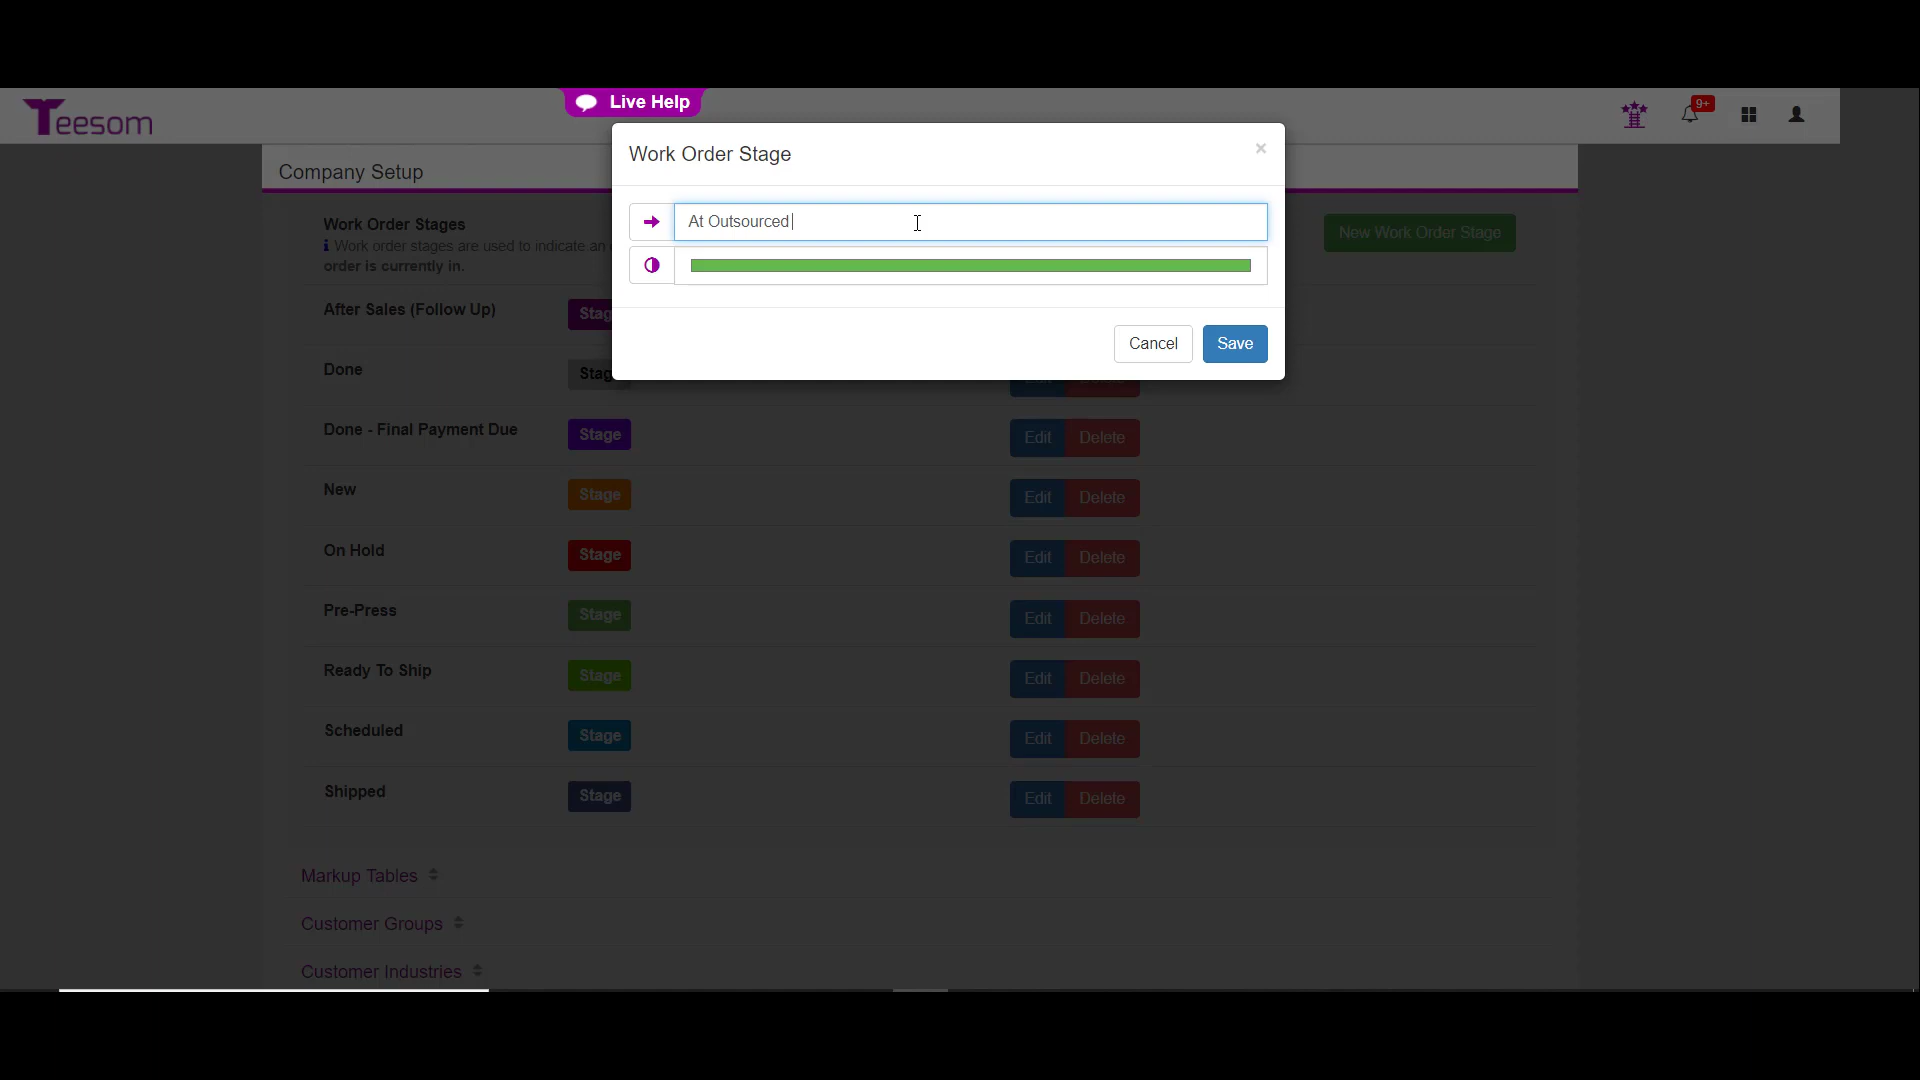 Live Help
Teesom
9+
Work Order Stage
×
Company Setup
At Outsourced
Work Order Stages
Work order stages are used to indicate an
order is currently in.
New Work Order Stage
Cancel
Save
After Sales (Follow Up)
Stag
Done
Stag
Done - Final Payment Due
Stage
Edit
Delete
New
Stage
Edit
Delete
On Hold
Stage
Edit
Delete
Pre-Press
Stage
Edit
Delete
Ready To Ship
Stage
Edit
Delete
Scheduled
Stage
Edit
Delete
Shipped
Stage
Edit
Delete
Markup Tables
Customer Groups
Customer Industries